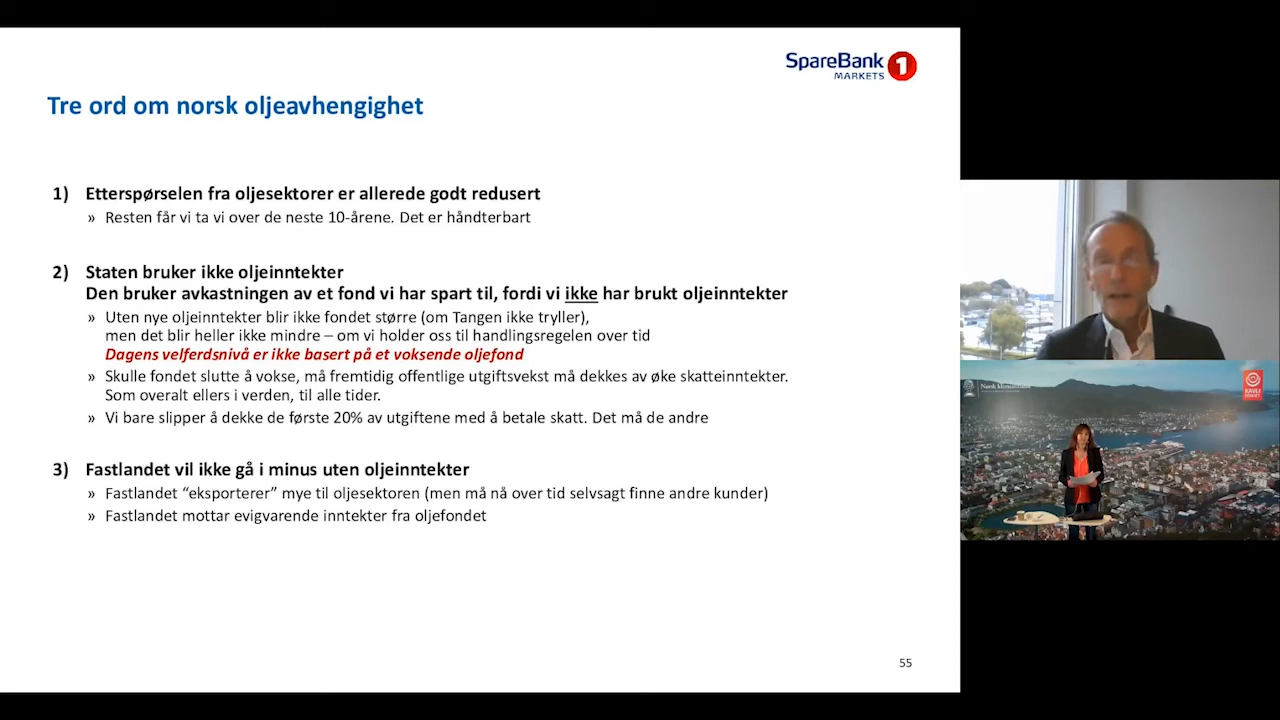 SpareBank
MARKETS
1
Tre ord om norsk oljeavhengighet
1) Etterspørselen fra oljesektorer er allerede godt redusert
» Resten får vi ta vi over de neste 10-årene. Det er håndterbart
2) Staten bruker ikke oljeinntekter
Den bruker avkastningen av et fond vi har spart til, fordi vi ikke har brukt oljeinntekter
» Uten nye oljeinntekter blir ikke fondet større (om Tangen ikke tryller),
men det blir heller ikke mindre – om vi holder oss til handlingsregelen over tid
Dagens velferdsnivå er ikke basert på et voksende oljefond
» Skulle fondet slutte å vokse, må fremtidig offentlige utgiftsvekst må dekkes av øke skatteinntekter.
Som overalt ellers i verden, til alle tider.
» Vi bare slipper å dekke de første 20% av utgiftene med å betale skatt. Det må de andre
3) Fastlandet vil ikke gå i minus uten oljeinntekter
» Fastlandet “eksporterer” mye til oljesektoren (men må nå over tid selvsagt finne andre kunder)
» Fastlandet mottar evigvarende inntekter fra oljefondet
55
KAVLI